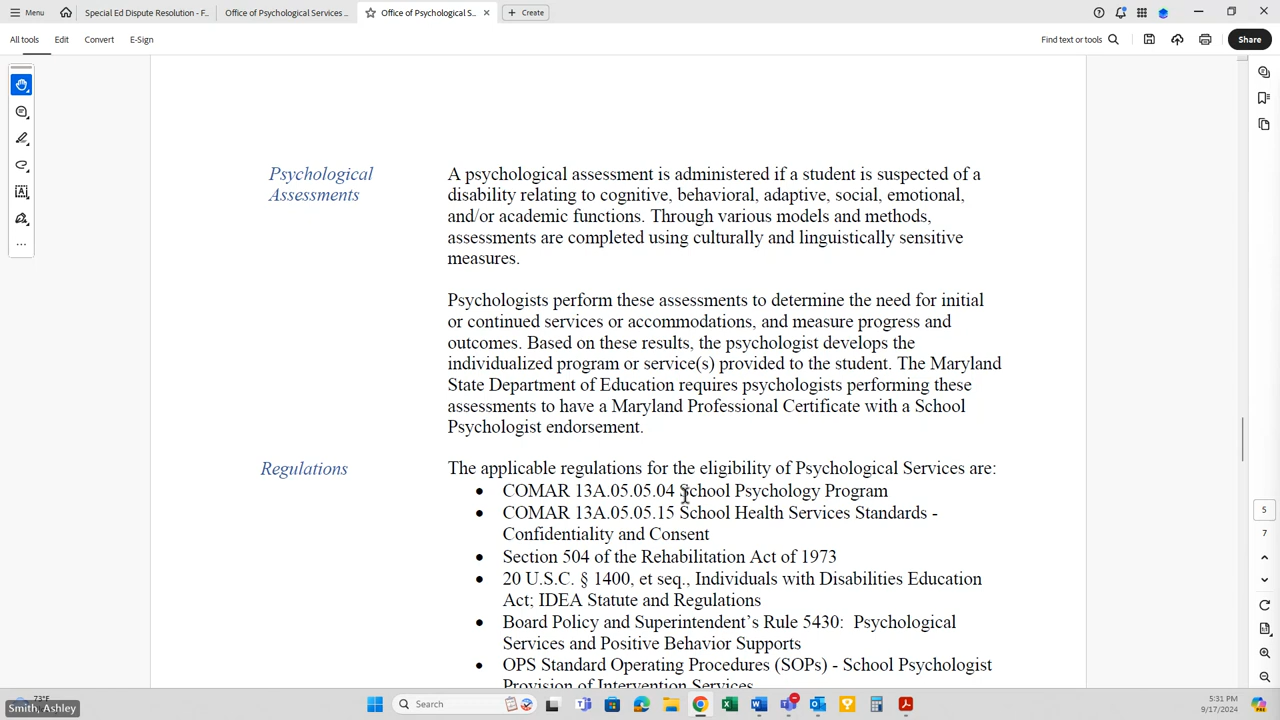 Menu
Special Ed Dispute Resolution - F...
Office of Psychological Services ...
Office of Psychological S...
Create
All tools
Edit
Convert
E-Sign
Find text or tools
Share
Psychological
Assessments
A psychological assessment is administered if a student is suspected of a
disability relating to cognitive, behavioral, adaptive, social, emotional,
and/or academic functions. Through various models and methods,
assessments are completed using culturally and linguistically sensitive
measures.
Psychologists perform these assessments to determine the need for initial
or continued services or accommodations, and measure progress and
outcomes. Based on these results, the psychologist develops the
individualized program or service(s) provided to the student. The Maryland
State Department of Education requires psychologists performing these
assessments to have a Maryland Professional Certificate with a School
Psychologist endorsement.
Regulations
The applicable regulations for the eligibility of Psychological Services are:
• COMAR 13A.05.05.04 School Psychology Program
• COMAR 13A.05.05.15 School Health Services Standards -
Confidentiality and Consent
• Section 504 of the Rehabilitation Act of 1973
• 20 U.S.C. § 1400, et seq., Individuals with Disabilities Education
Act; IDEA Statute and Regulations
• Board Policy and Superintendent’s Rule 5430:  Psychological
Services and Positive Behavior Supports
• OPS Standard Operating Procedures (SOPs) - School Psychologist
Provision of Intervention Services
5
7
73°F
Smith, Ashley
Search
5:31 PM
9/17/2024